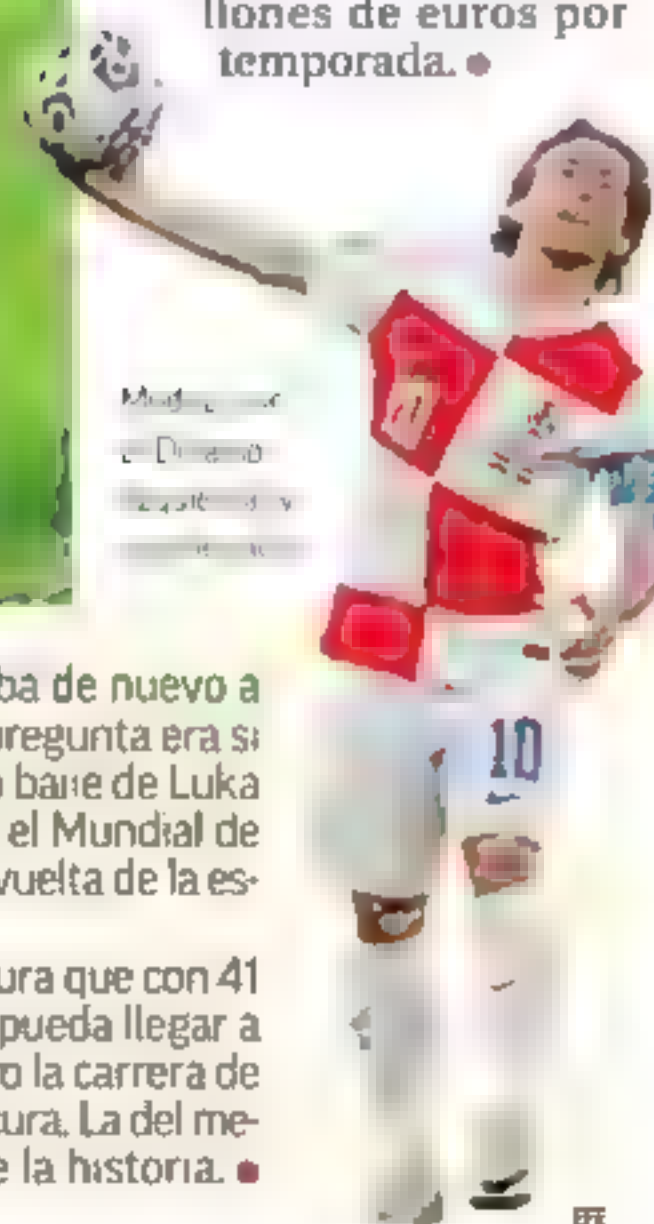 llones de euros por
temporada.
ba de nuevo a
regunta era si
baile de Luka
el Mundial de
vuelta de la es-
ura que con 41
pueda llegar a
o la carrera de
ura. La del me-
e la historia.
10